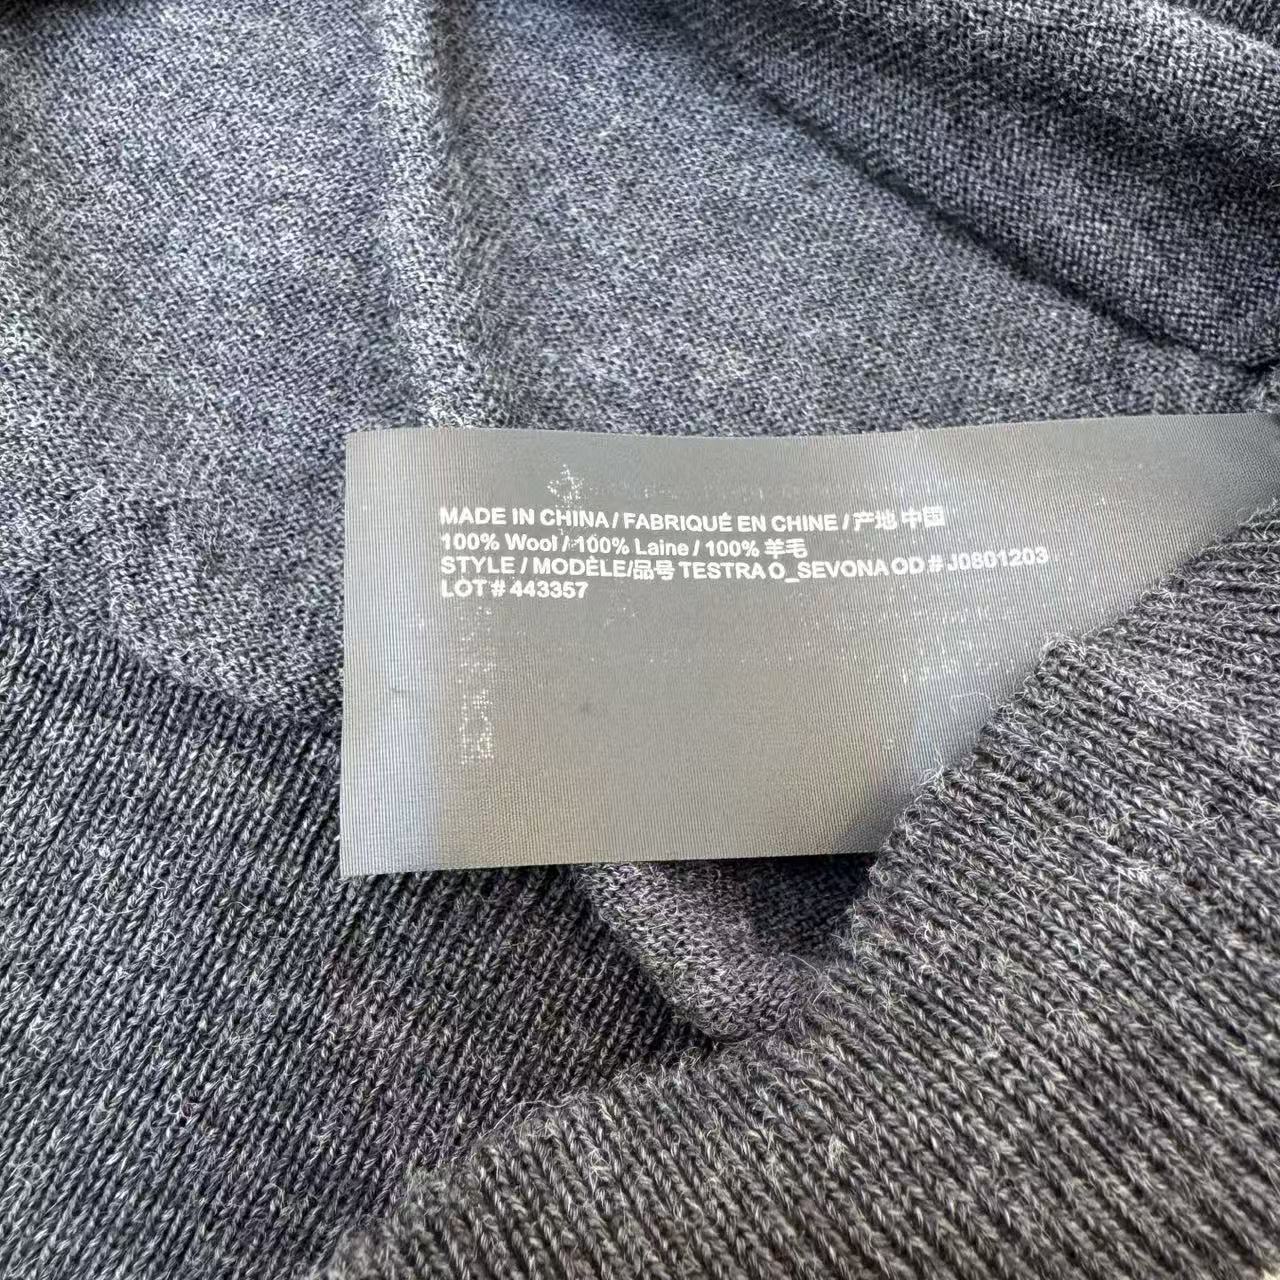 MADE IN CHINA / FABRIQUÉ EN CHINE / 产地 中国
100% Wool / 100% Laine / 100% 羊毛
STYLE / MODÈLE/品号 TESTRA O_SEVONA OD # J0801203
LOT # 443357